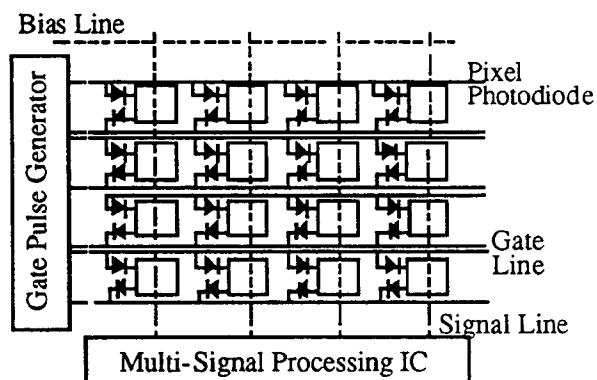 Bias Line
Pixel
Photodiode
Gate Pulse Generator
Gate
Line
Signal Line
Multi-Signal Processing IC